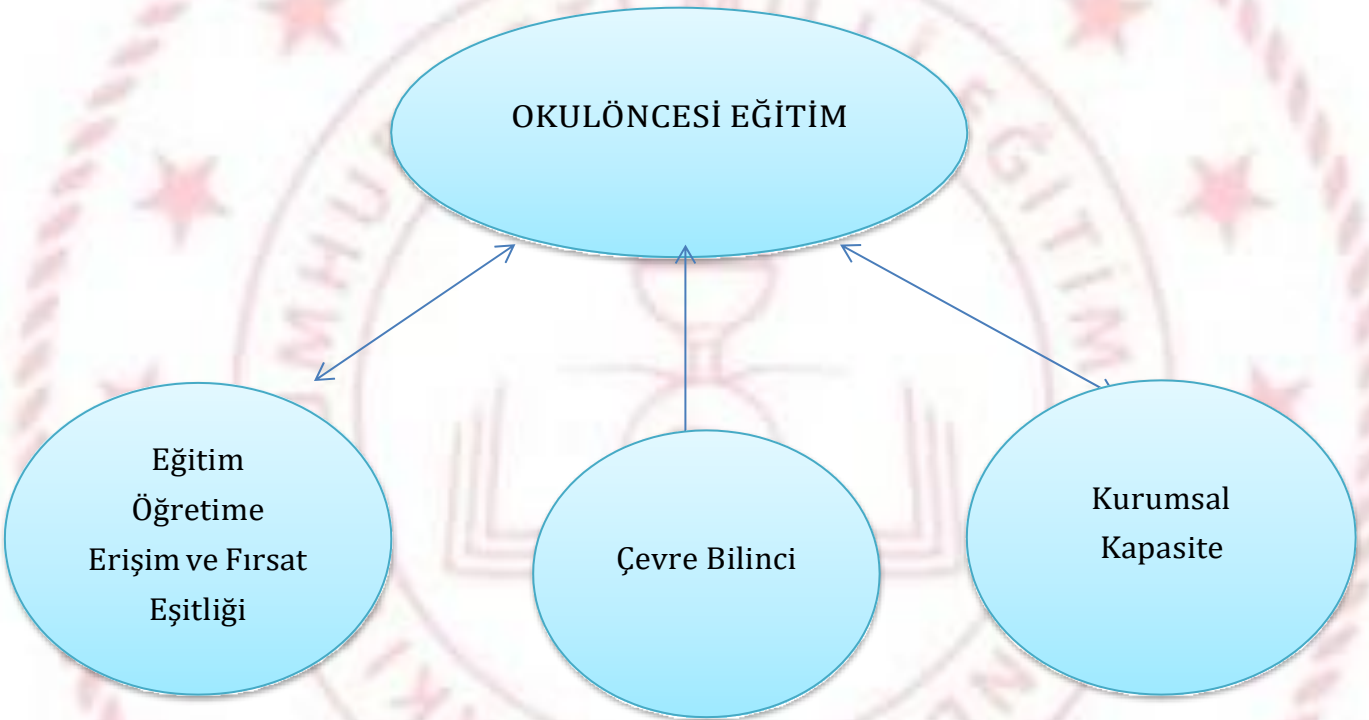 OKULÖNCESİ EĞİTİM
Eğitim
Öğretime
Erişim ve Fırsat
Eşitliği
Çevre Bilinci
Kurumsal
Kapasite